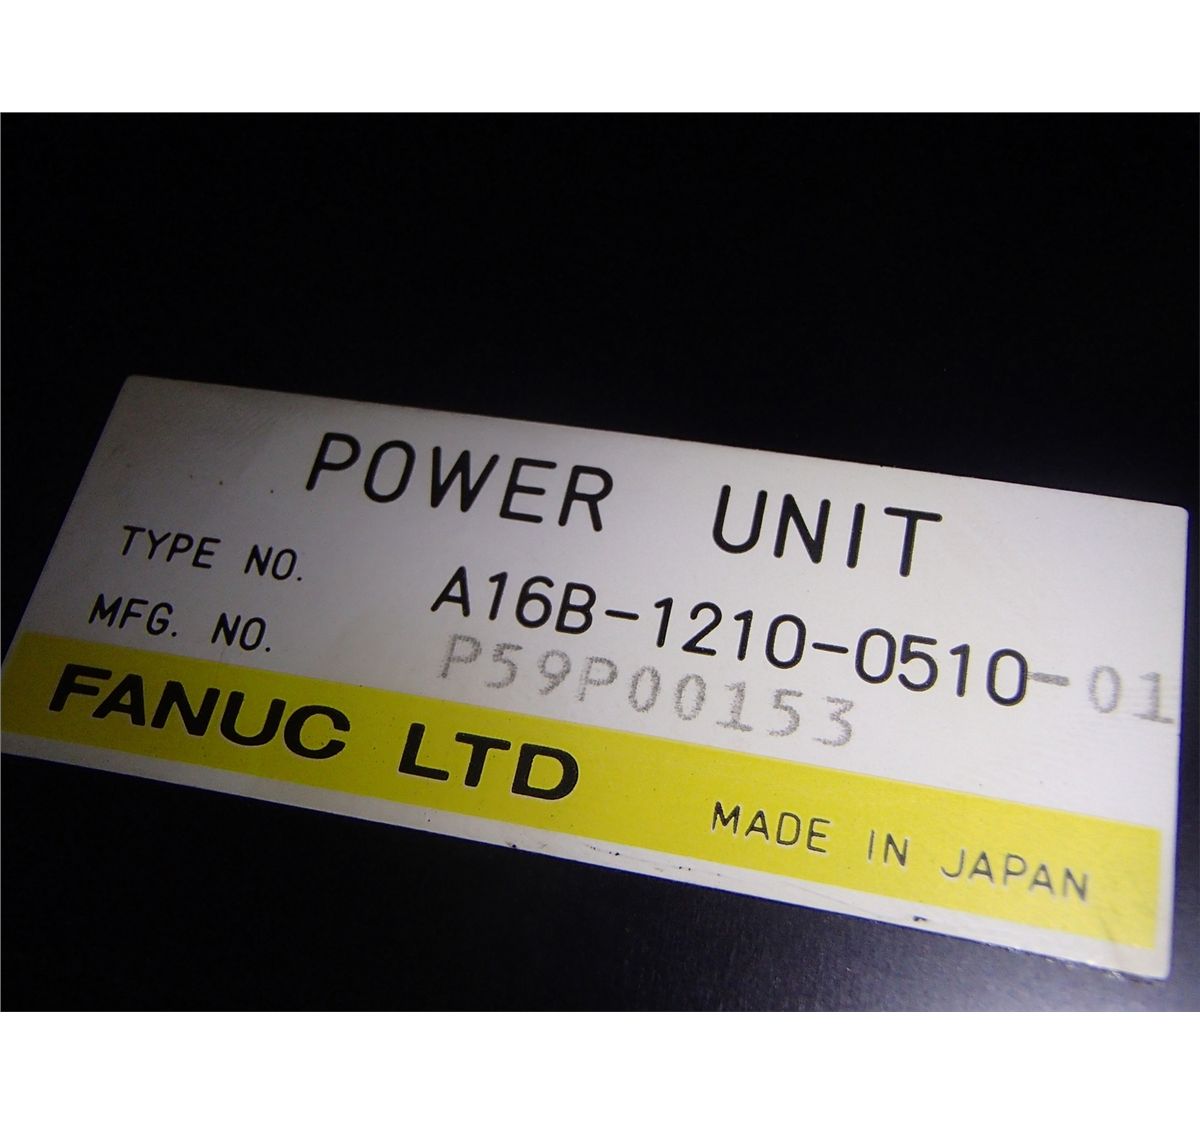 POWER UNIT
TYPE NO. A16B-1210-0510-01
MFG. NO. P59P00153
FANUC LTD MADE IN JAPAN